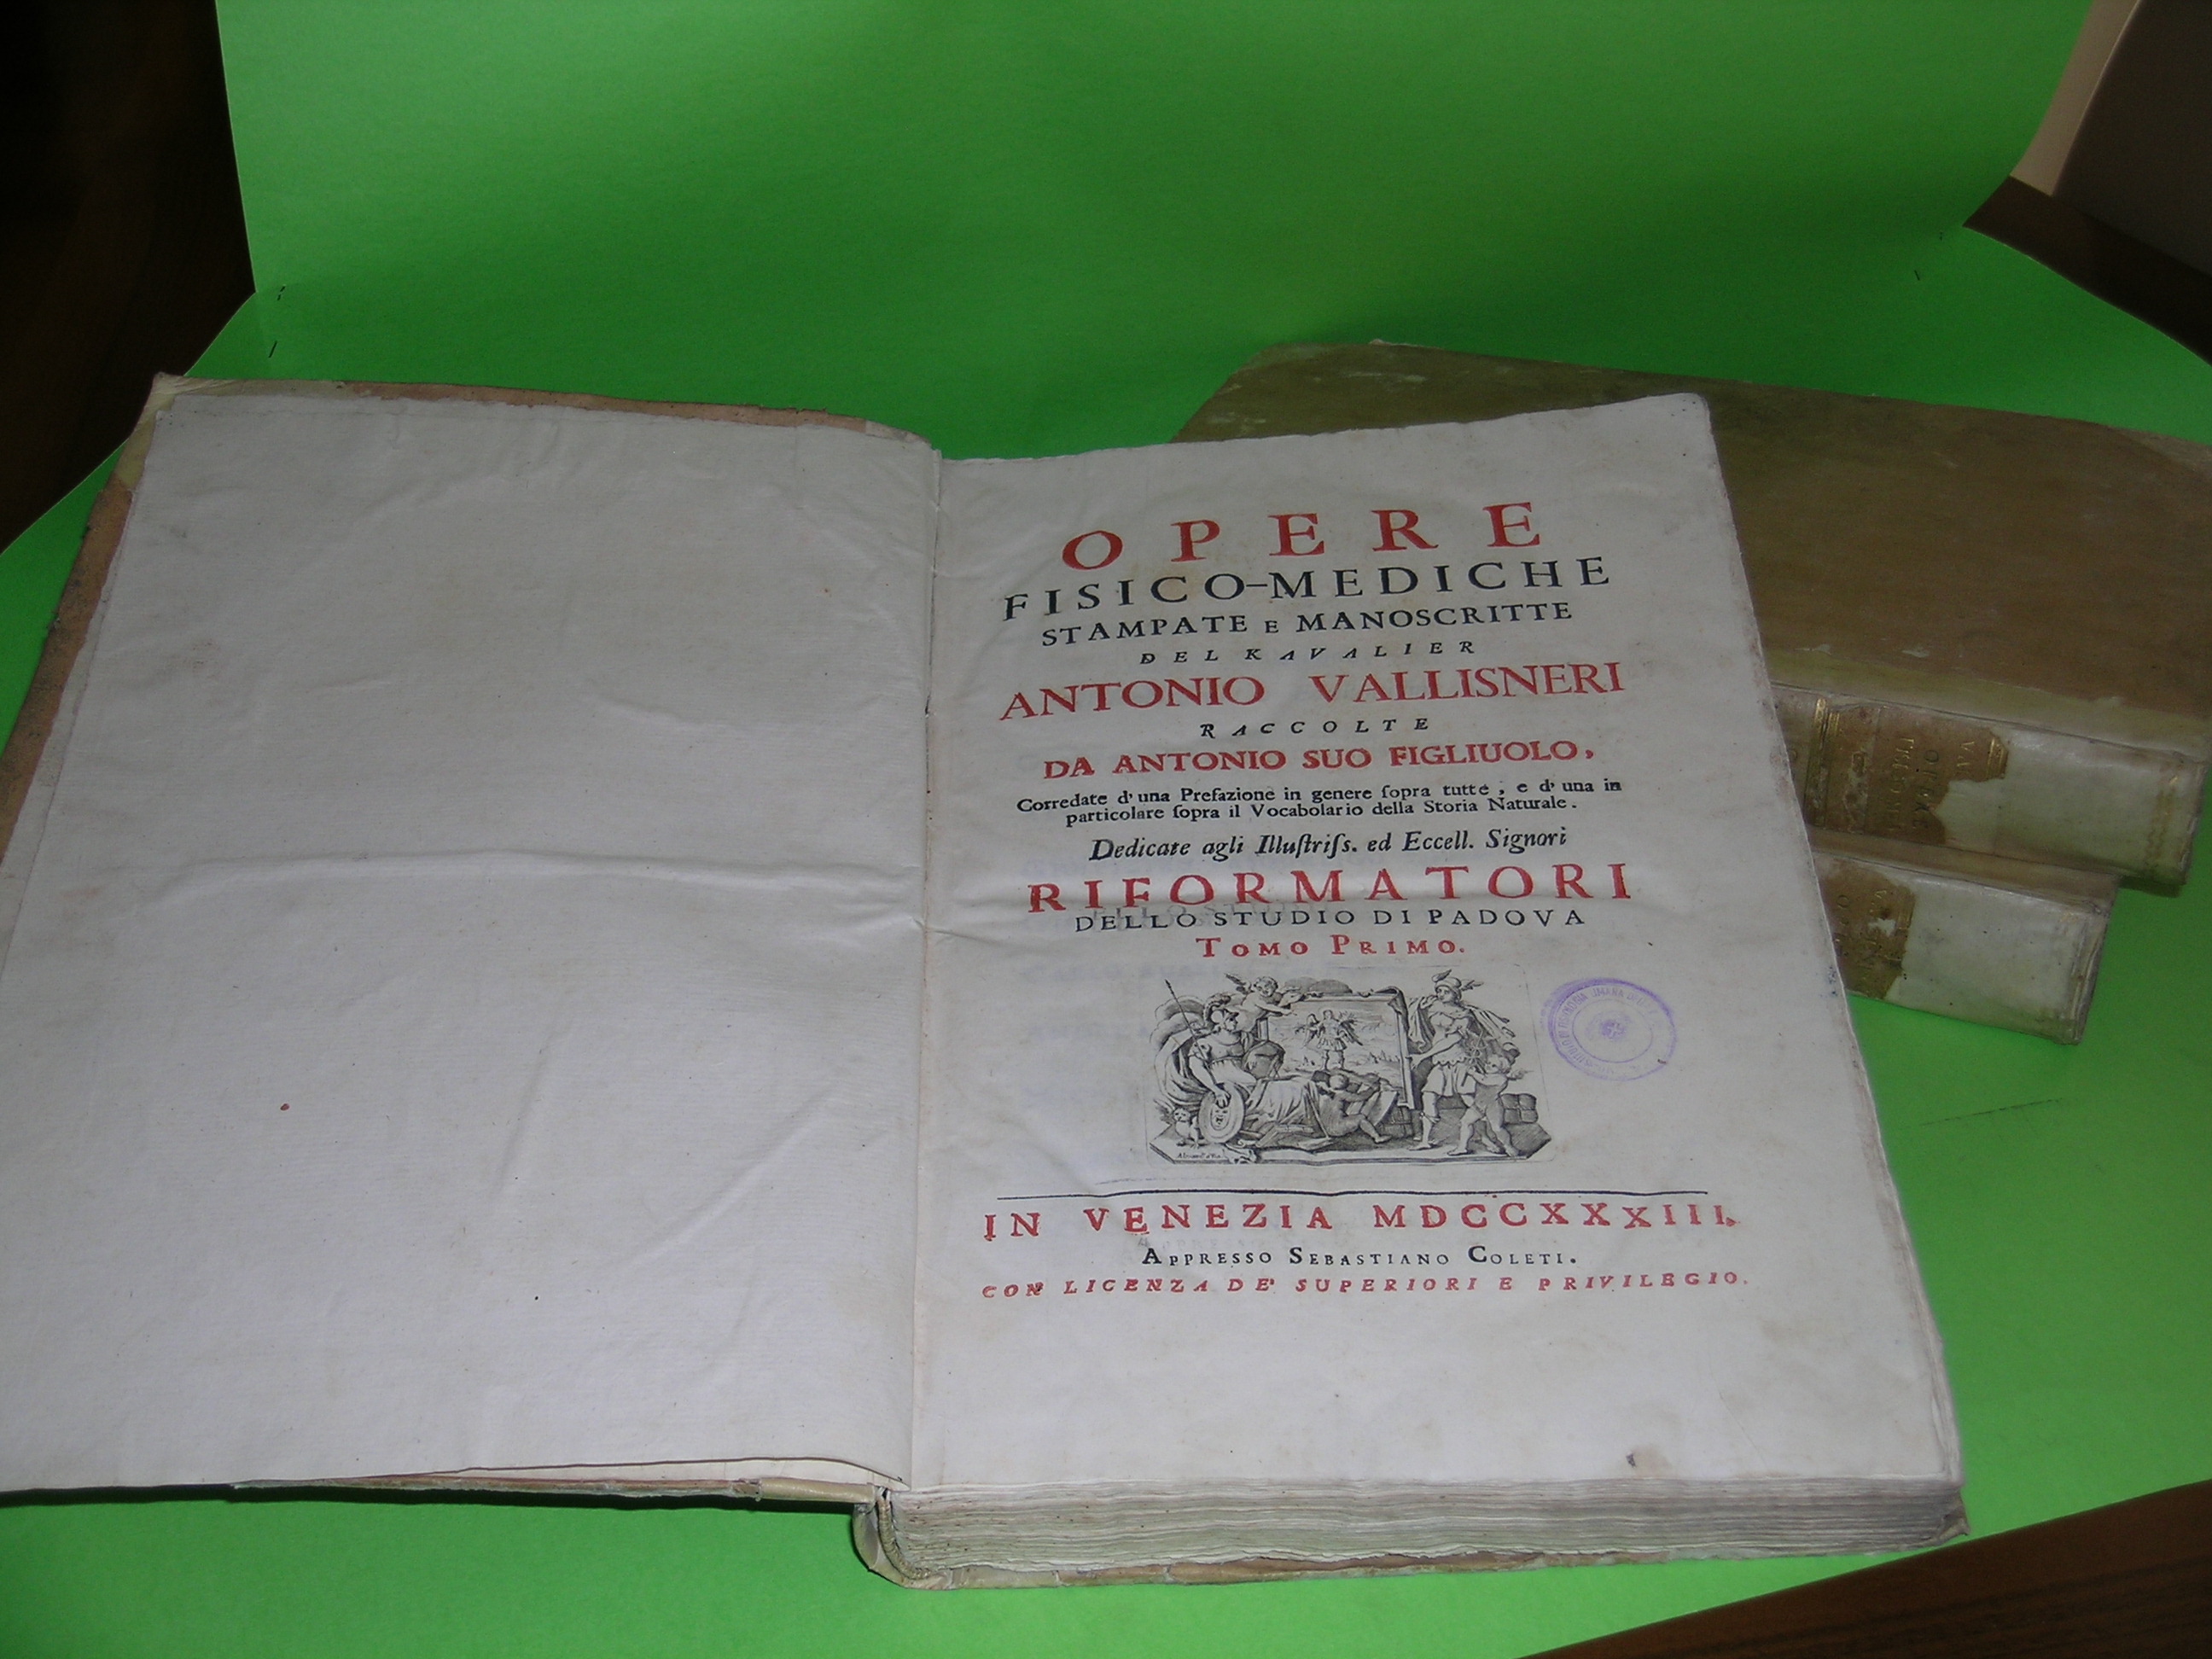 OPERE
FISICO-MEDICHE
STAMPATE E MANOSCRITTE
DEL KAVALIER
ANTONIO VALLISNERI
RACCOLTE
DA ANTONIO SUO FIGLIUOLO,
Corredate d'una Prefazione in genere ſopra tutte, e d'una in
particolare ſopra il Vocabolario della Storia Naturale.
Dedicate agli Illuſtriſs. ed Eccell. Signori
RIFORMATORI
DELLO STUDIO DI PADOVA
TOMO PRIMO.
IN VENEZIA MDCCXXXIII.
APPRESSO SEBASTIANO COLETI.
CON LICENZA DE' SUPERIORI E PRIVILEGIO.